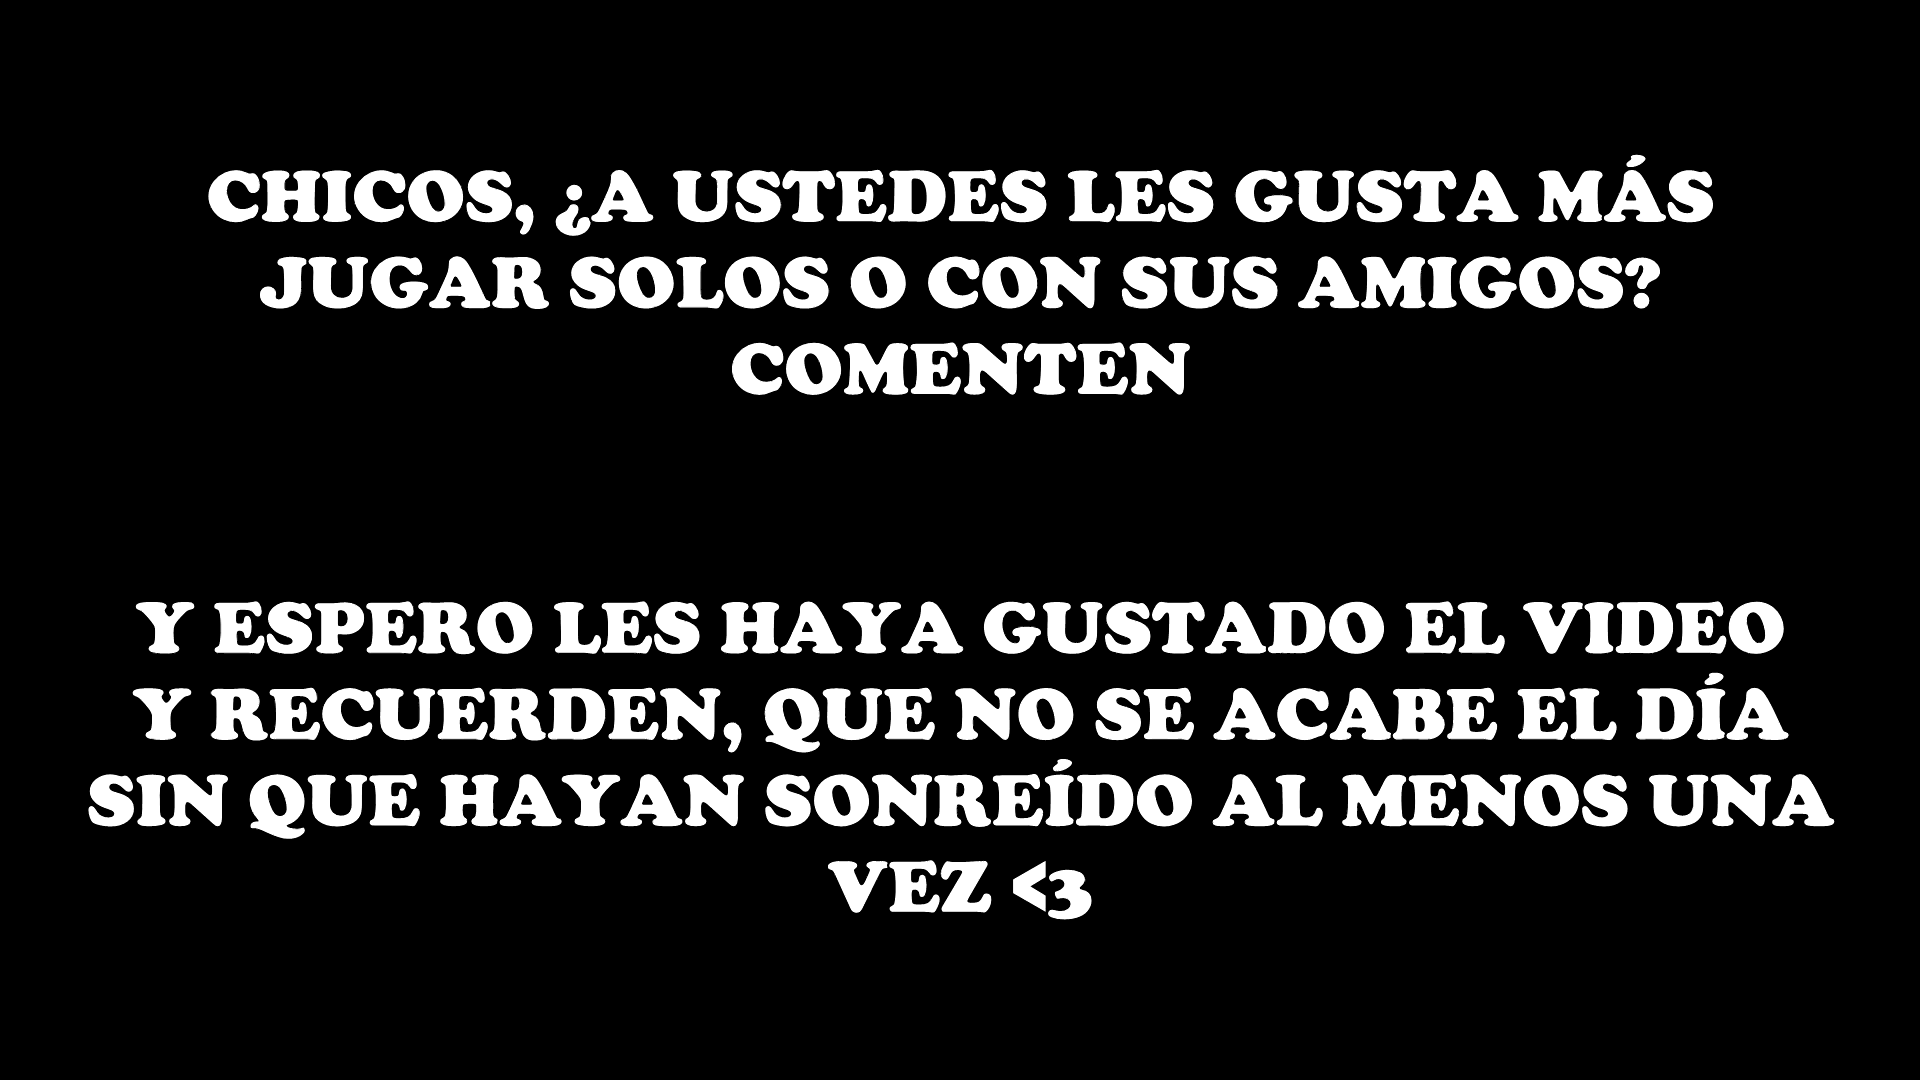 CHICOS, ¿A USTEDES LES GUSTA MÁS
JUGAR SOLOS O CON SUS AMIGOS?
COMENTEN
Y ESPERO LES HAYA GUSTADO EL VIDEO
Y RECUERDEN, QUE NO SE ACABE EL DÍA
SIN QUE HAYAN SONREÍDO AL MENOS UNA
VEZ <3